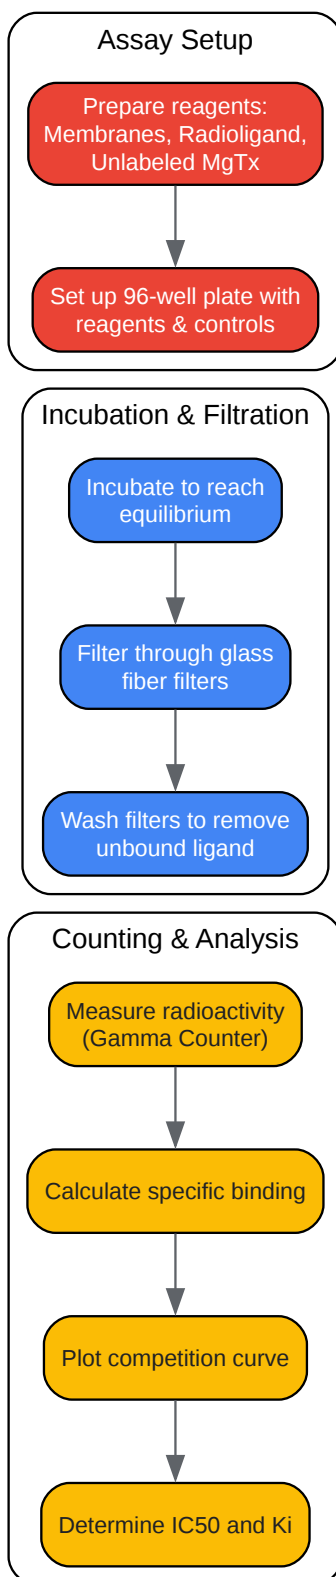 Assay Setup
Prepare reagents:
Membranes, Radioligand,
Unlabeled MgTx
Set up 96-well plate with
reagents & controls
Incubation & Filtration
Incubate to reach
equilibrium
Filter through glass
fiber filters
Wash filters to remove
unbound ligand
Counting & Analysis
Measure radioactivity
(Gamma Counter)
Calculate specific binding
Plot competition curve
Determine IC50 and Ki